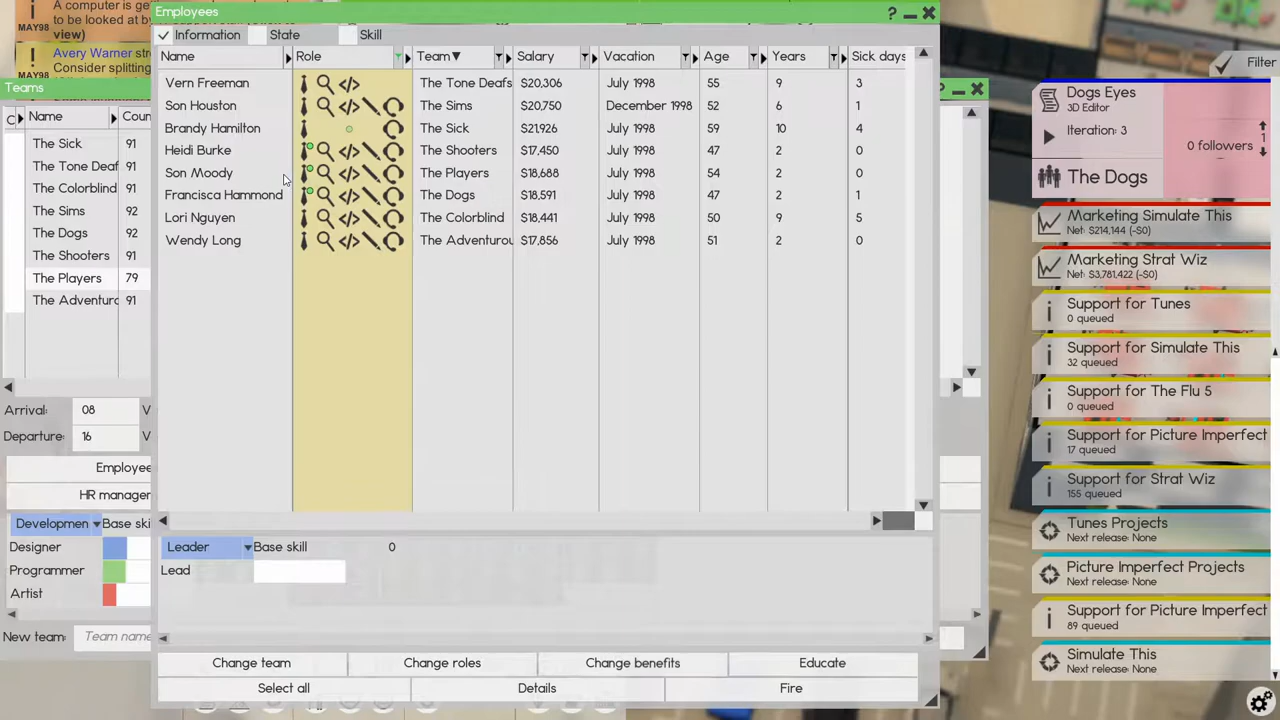 A computer is getting
to be looked at by
view)
MAY98
Avery Warner str
Consider splitting
MAY98
Employees
?
Information State Skill
Name Role Team▼ Salary Vacation Age Years Sick days
Vern Freeman The Tone Deafs $20,306 July 1998 55 9 3
Son Houston The Sims $20,750 December 1998 52 6 1
Brandy Hamilton The Sick $21,926 July 1998 59 10 4
Heidi Burke The Shooters $17,450 July 1998 47 2 0
Son Moody The Players $18,688 July 1998 54 2 0
Francisca Hammond The Dogs $18,591 July 1998 47 2 1
Lori Nguyen The Colorblind $18,441 July 1998 50 9 5
Wendy Long The Adventurou $17,856 July 1998 51 2 0
Leader Base skill 0
Lead
Change team Change roles Change benefits Educate
Select all Details Fire
Teams
C Name Coun
The Sick 91
The Tone Deaf 91
The Colorblind 91
The Sims 92
The Dogs 92
The Shooters 91
The Players 79
The Adventurc 91
Arrival: 08 V
Departure: 16 V
Employee
HR manager
Developmen Base ski
Designer
Programmer
Artist
New team: Team name
Filter
Dogs Eyes
3D Editor
Iteration: 3
0 followers
1
The Dogs
Marketing Simulate This
Net: $214,144 (-$0)
Marketing Strat Wiz
Net: $3,781,422 (-$0)
Support for Tunes
0 queued
Support for Simulate This
32 queued
Support for The Flu 5
0 queued
Support for Picture Imperfect
17 queued
Support for Strat Wiz
155 queued
Tunes Projects
Next release: None
Picture Imperfect Projects
Next release: None
Support for Picture Imperfect
89 queued
Simulate This
Next release: None